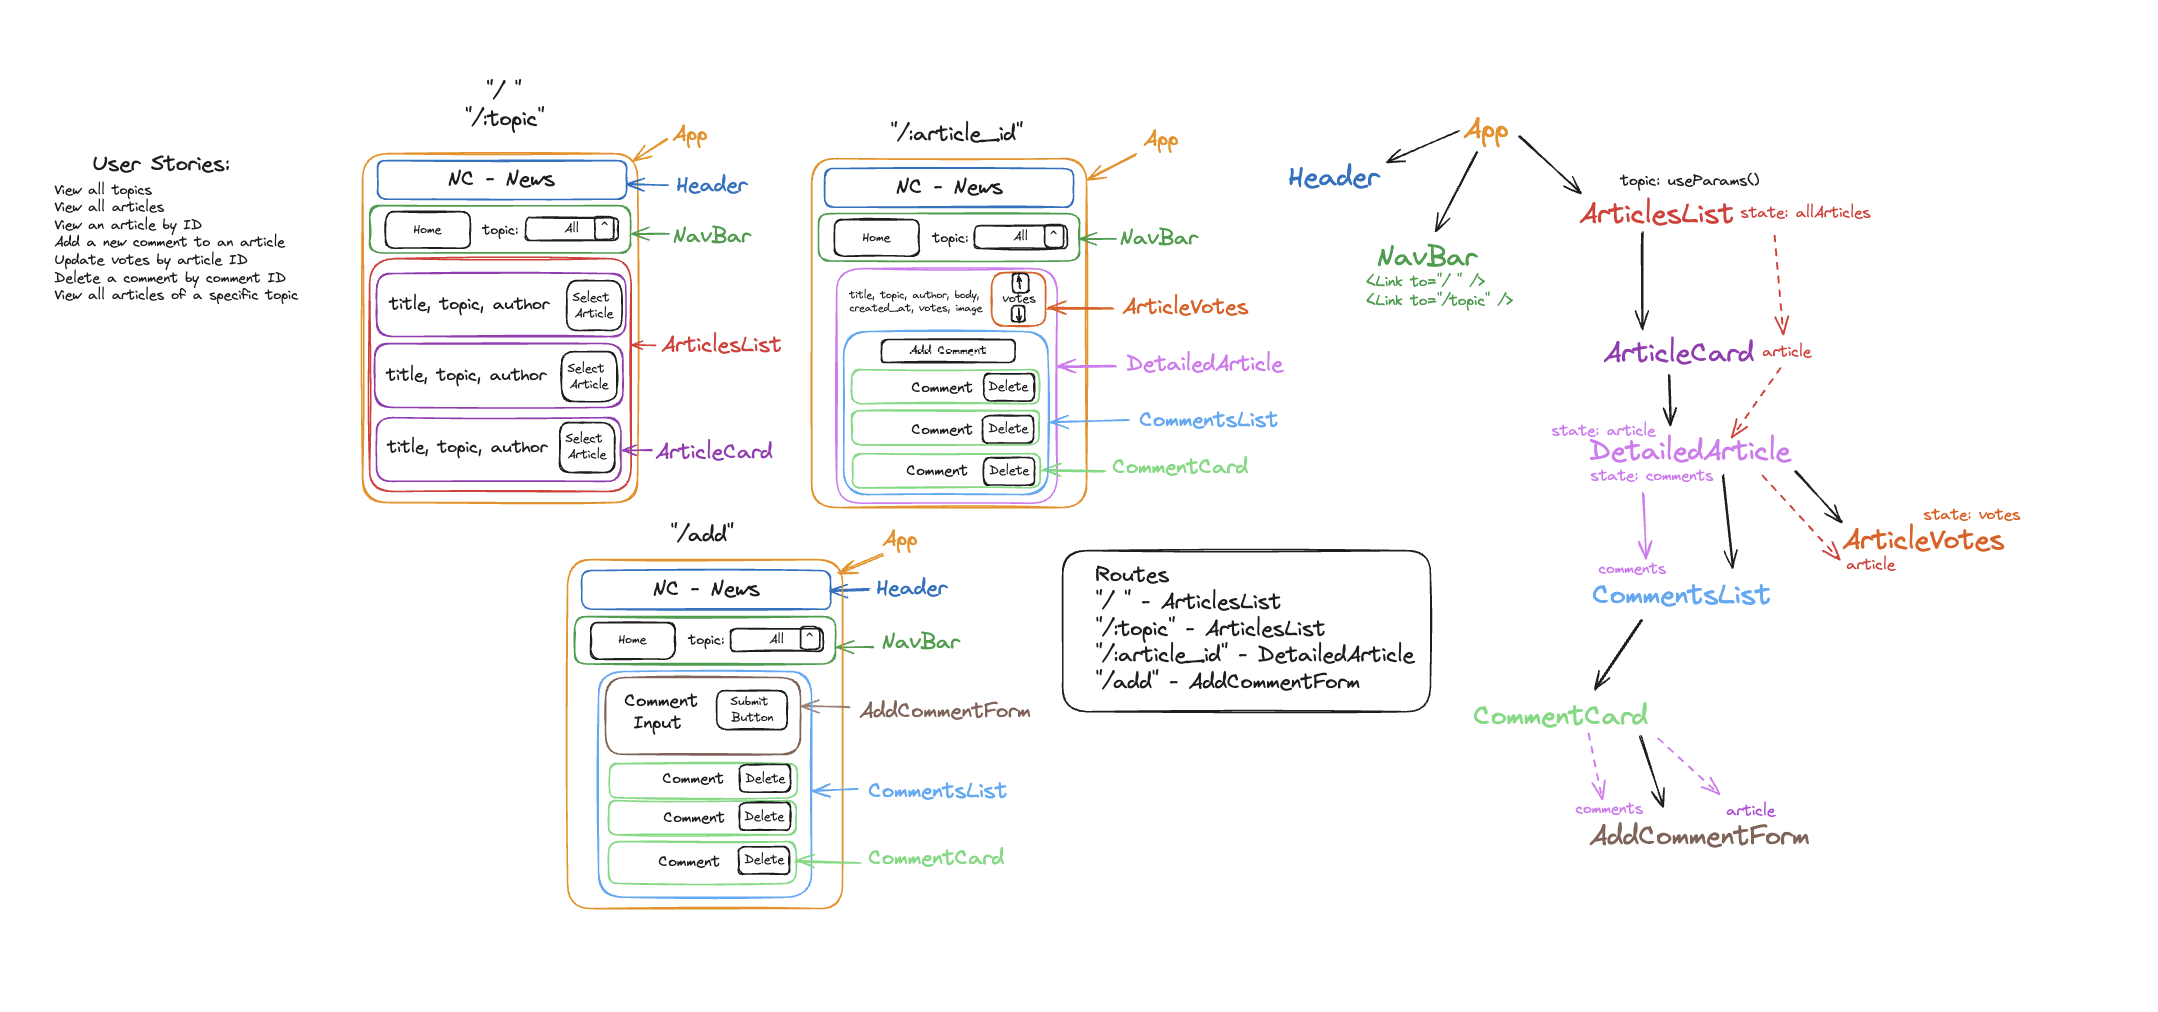 User Stories:
View all topics
View all articles
View an article by ID
Add a new comment to an article
Update votes by article ID
Delete a comment by comment ID
View all articles of a specific topic
"/ "
"/:topic"
App
NC - News
Header
Home
topic:
All
^
NavBar
title, topic, author
Select
Article
title, topic, author
Select
Article
title, topic, author
Select
Article
ArticlesList
ArticleCard
"/:article_id"
App
NC - News
Home
topic:
All
^
NavBar
title, topic, author, body,
created_at, votes, image
votes
ArticleVotes
Add Comment
DetailedArticle
Comment
Delete
Comment
Delete
CommentsList
Comment
Delete
CommentCard
"/add"
App
NC - News
Header
Home
topic:
All
^
NavBar
Comment
Input
Submit
Button
AddCommentForm
Comment
Delete
CommentsList
Comment
Delete
Comment
Delete
CommentCard
Routes
"/ " - ArticlesList
"/:topic" - ArticlesList
"/:article_id" - DetailedArticle
"/add" - AddCommentForm
App
Header
NavBar
<Link to="/ " />
<Link to="/topic" />
topic: useParams()
ArticlesList
state: allArticles
ArticleCard
article
state: article
DetailedArticle
state: comments
state: votes
ArticleVotes
article
comments
CommentsList
CommentCard
comments
article
AddCommentForm